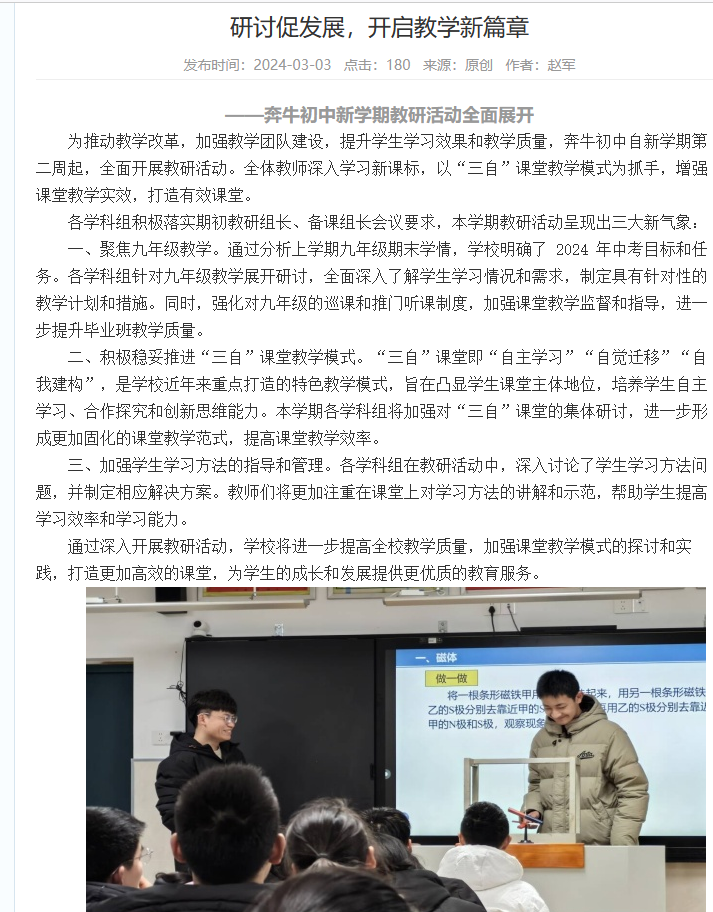 研讨促发展，开启教学新篇章
发布时间：2024-03-03 点击：180 来源：原创 作者：赵军
——奔牛初中新学期教研活动全面展开
为推动教学改革，加强教学团队建设，提升学生学习效果和教学质量，奔牛初中自新学期第
二周起，全面开展教研活动。全体教师深入学习新课标，以“三自”课堂教学模式为抓手，增强
课堂教学实效，打造有效课堂。
各学科组积极落实期初教研组长、备课组长会议要求，本学期教研活动呈现出三大新气象：
一、聚焦九年级教学。通过分析上学期九年级期末学情，学校明确了 2024 年中考目标和任
务。各学科组针对九年级教学展开研讨，全面深入了解学生学习情况和需求，制定具有针对性的
教学计划和措施。同时，强化对九年级的巡课和推门听课制度，加强课堂教学监督和指导，进一
步提升毕业班教学质量。
二、积极稳妥推进“三自”课堂教学模式。“三自”课堂即“自主学习”“自觉迁移”“自
我建构”，是学校近年来重点打造的特色教学模式，旨在凸显学生课堂主体地位，培养学生自主
学习、合作探究和创新思维能力。本学期各学科组将加强对“三自”课堂的集体研讨，进一步形
成更加固化的课堂教学范式，提高课堂教学效率。
三、加强学生学习方法的指导和管理。各学科组在教研活动中，深入讨论了学生学习方法问
题，并制定相应解决方案。教师们将更加注重在课堂上对学习方法的讲解和示范，帮助学生提高
学习效率和学习能力。
通过深入开展教研活动，学校将进一步提高全校教学质量，加强课堂教学模式的探讨和实
践，打造更加高效的课堂，为学生的成长和发展提供更优质的教育服务。
一、磁体
做一做
将一根条形磁铁甲用 起来，用另一根条形磁铁
乙的S极分别去靠近甲的S 用乙的S极分别去靠近
甲的N极和S极，观察现象